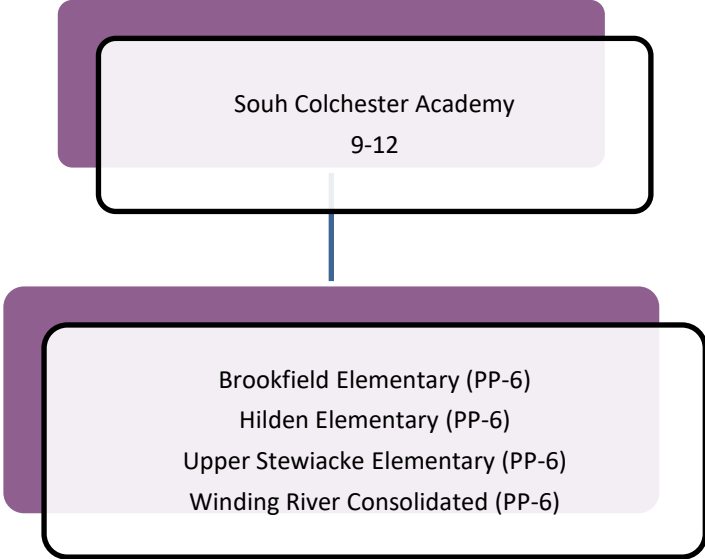 Souh Colchester Academy
9-12
Brookfield Elementary (PP-6)
Hilden Elementary (PP-6)
Upper Stewiacke Elementary (PP-6)
Winding River Consolidated (PP-6)